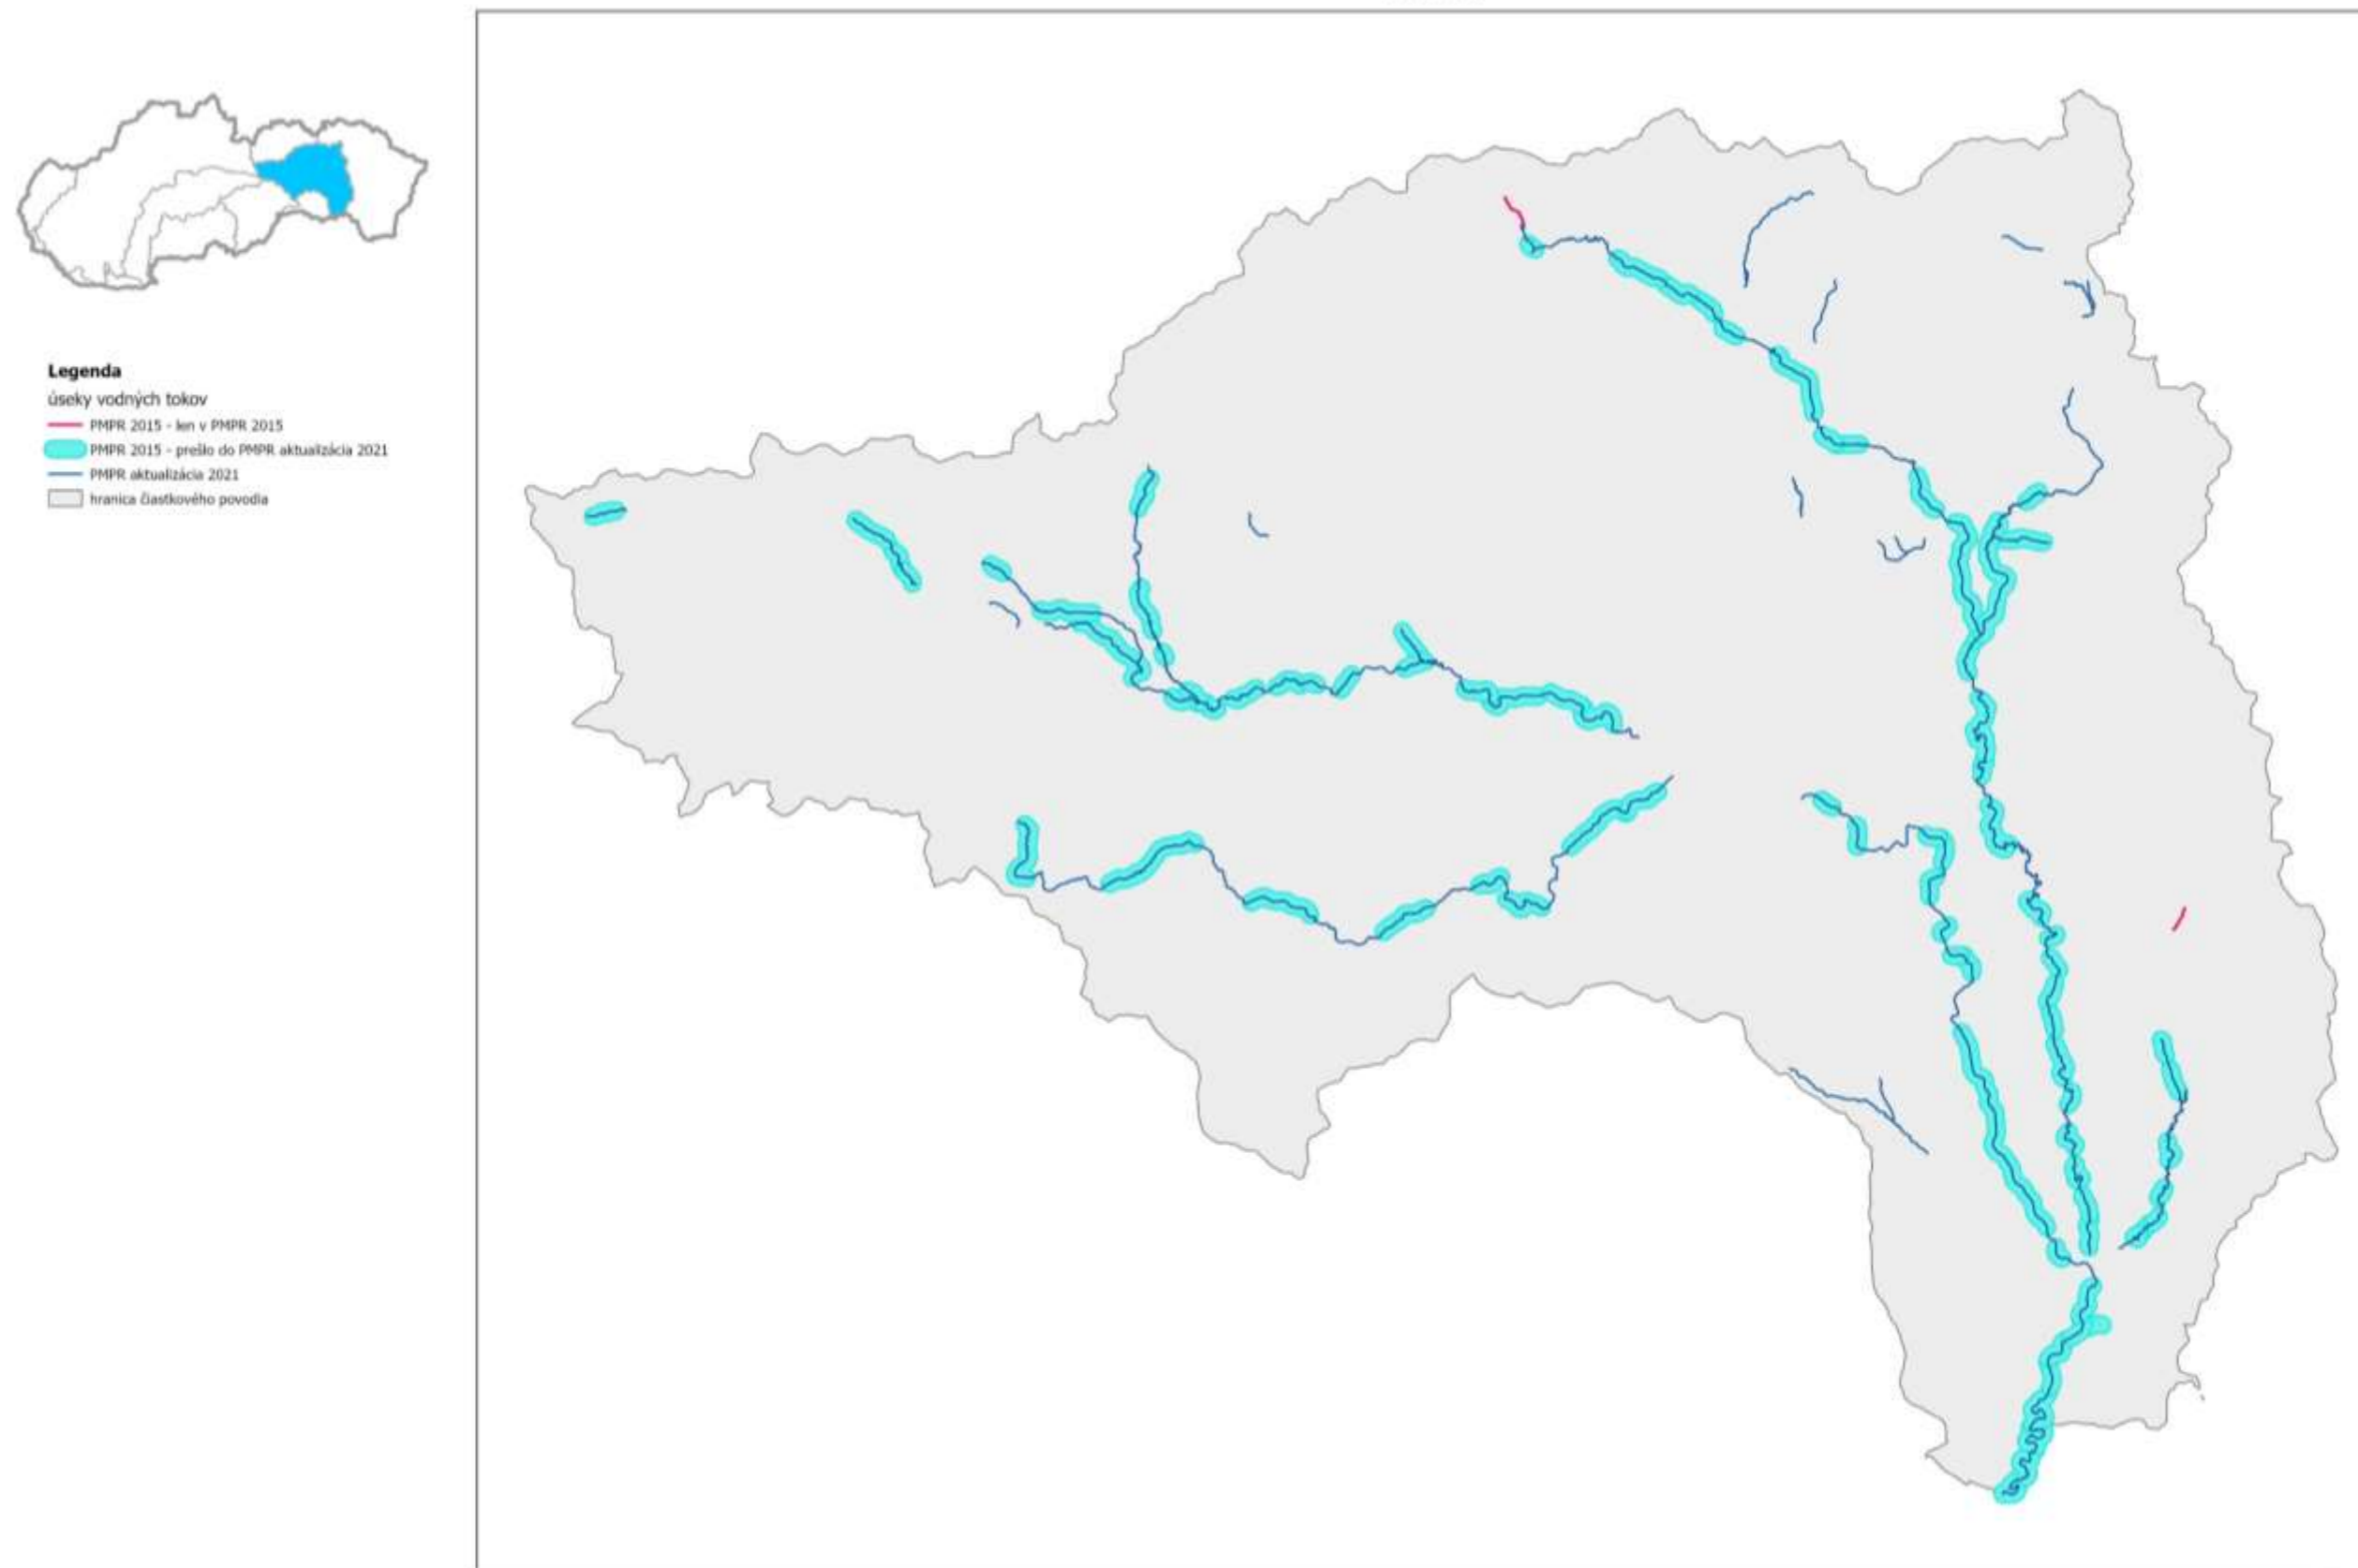 Legenda
úseky vodných tokov
PMPR 2015 - len v PMPR 2015
PMPR 2015 - prešlo do PMPR aktualizácia 2021
PMPR aktualizácia 2021
hranica čiastkového povodia